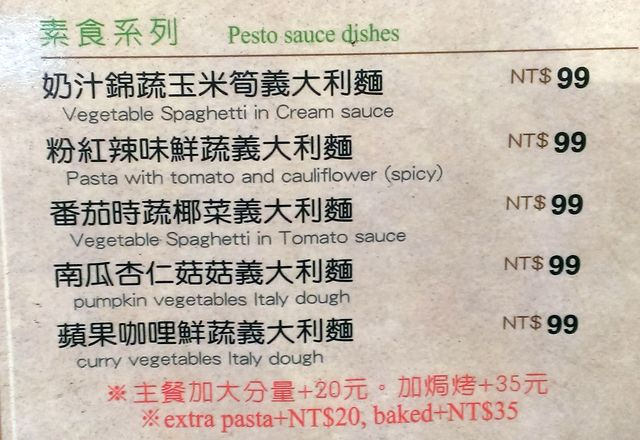 素食系列 Pesto sauce dishes
奶汁錦蔬玉米筍義大利麵 NT$ 99
Vegetable Spaghetti in Cream sauce
粉紅辣味鮮蔬義大利麵 NT$ 99
Pasta with tomato and cauliflower (spicy)
番茄時蔬椰菜義大利麵 NT$ 99
Vegetable Spaghetti in Tomato sauce
南瓜杏仁菇菇義大利麵 NT$ 99
pumpkin vegetables Italy dough
蘋果咖哩鮮蔬義大利麵 NT$ 99
curry vegetables Italy dough
※主餐加大分量+20元。加焗烤+35元
※extra pasta+NT$20, baked+NT$35